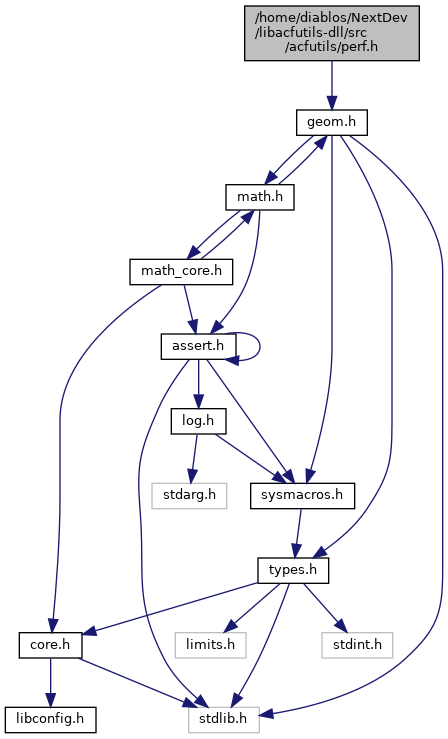 /home/diablos/NextDev
/libacfutils-dll/src
/acfutils/perf.h
geom.h
math.h
math_core.h
assert.h
log.h
stdarg.h
sysmacros.h
types.h
core.h
limits.h
stdint.h
libconfig.h
stdlib.h